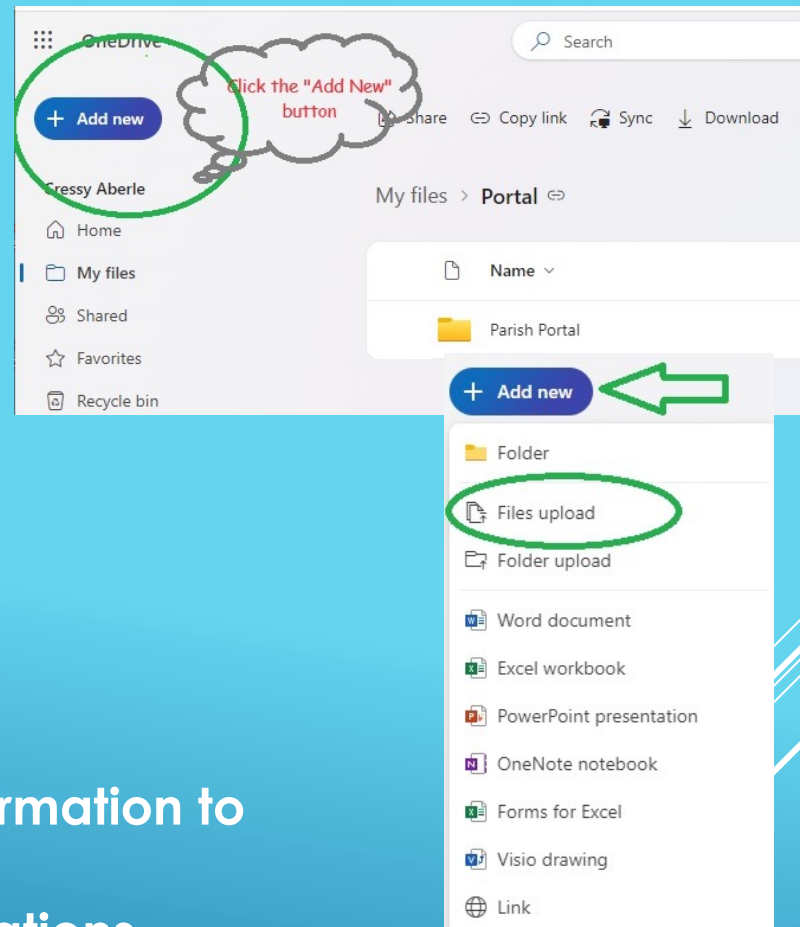 OneDrive
Search
Click the "Add New"
button
+ Add new
Share Copy link Sync Download
Cressy Aberle
My files > Portal
Home
My files
Name
Shared
Parish Portal
Favorites
Recycle bin
+ Add new
Folder
Files upload
Folder upload
Word document
Excel workbook
PowerPoint presentation
OneNote notebook
Forms for Excel
Visio drawing
Link
rmation to
ations